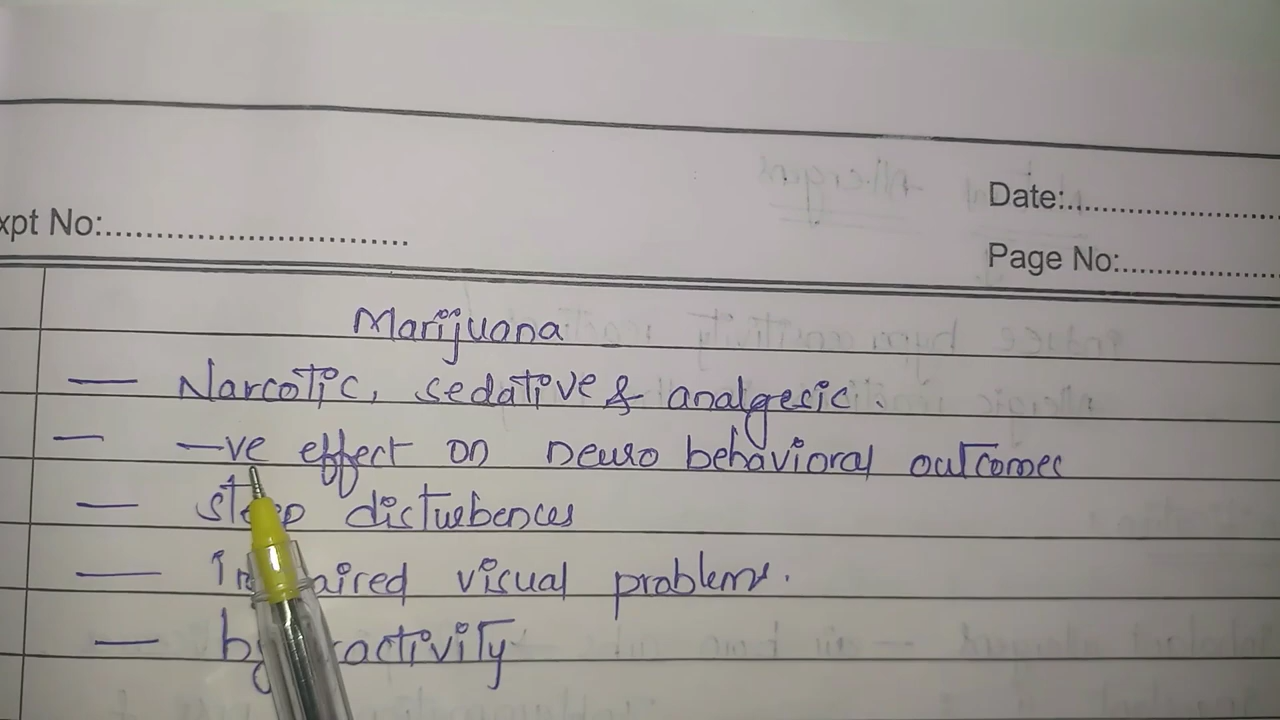 Date:
xpt No:
Page No:
Marijuana
— Narcotic, sedative & analgesic.
— -ve effect on neuro behavioral outcomes
— disturbences
— visual problems.
—